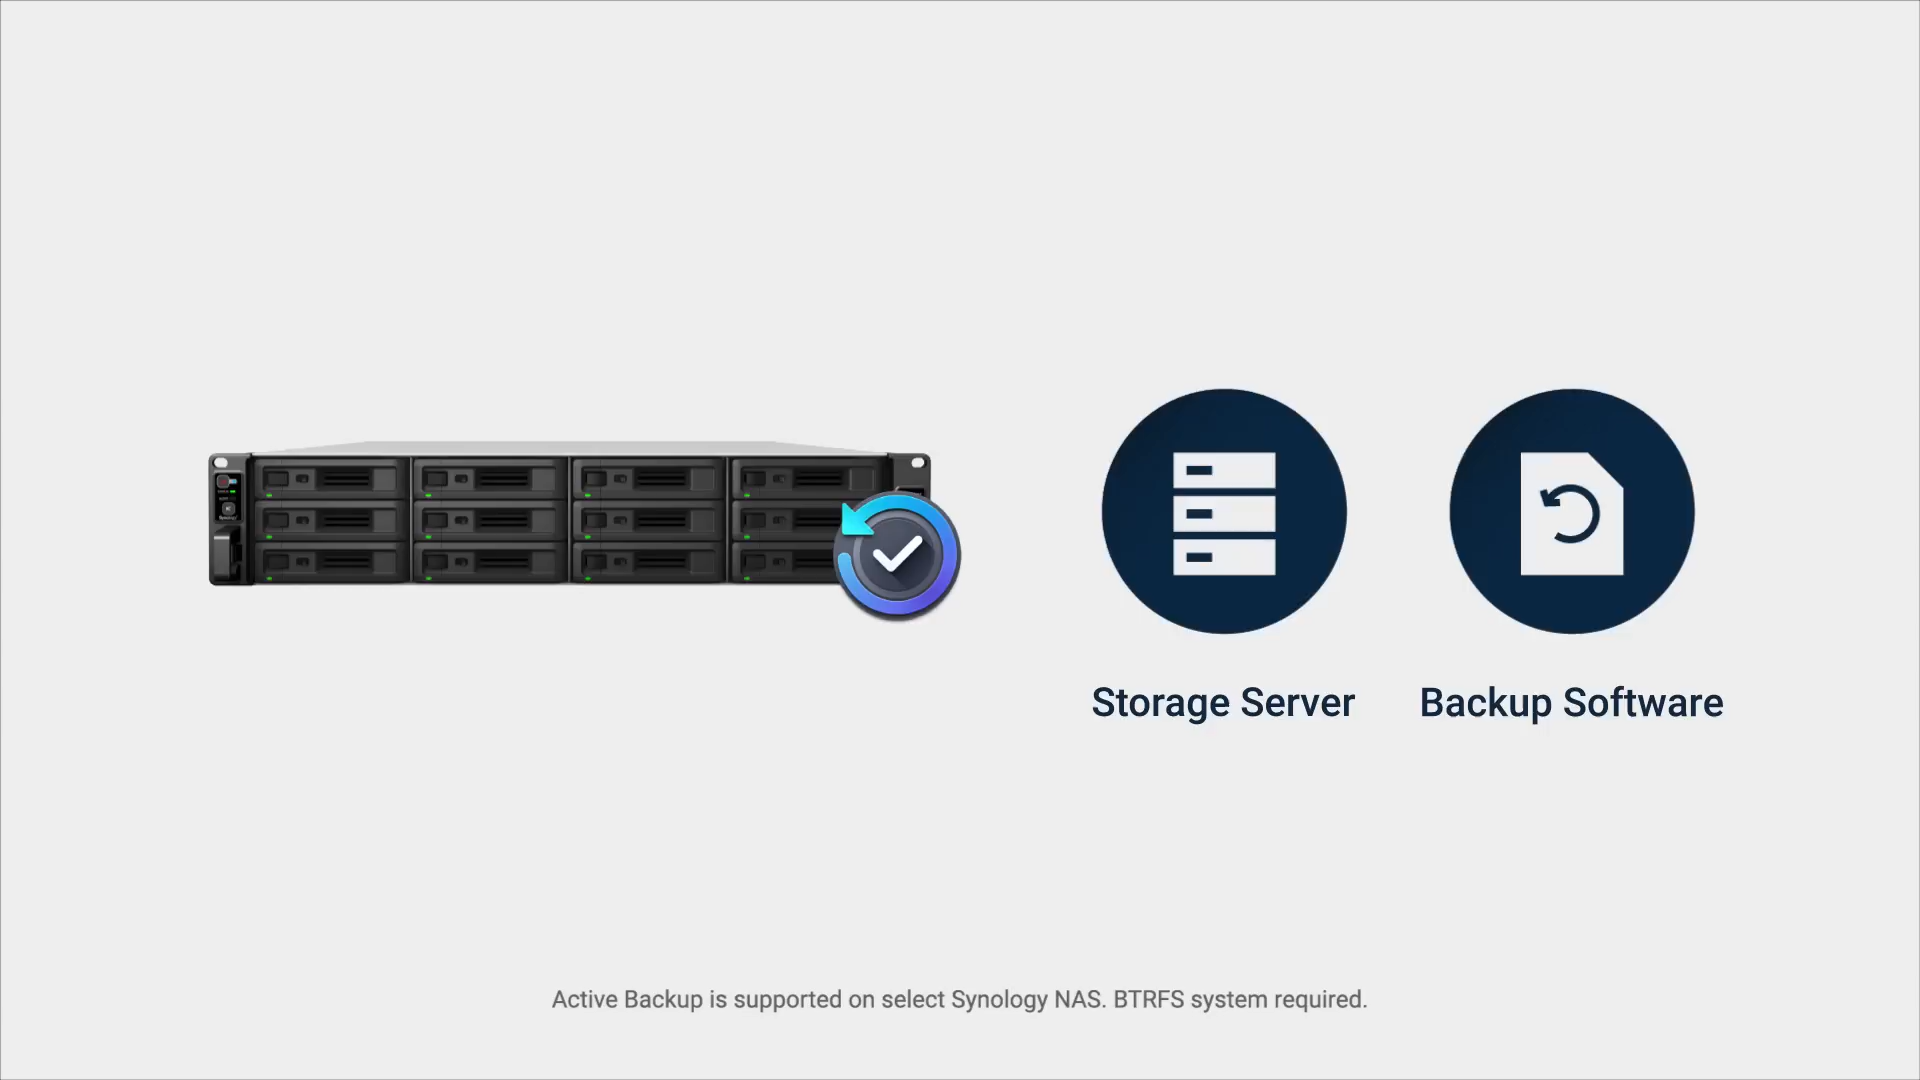 Storage Server
Backup Software
Active Backup is supported on select Synology NAS. BTRFS system required.